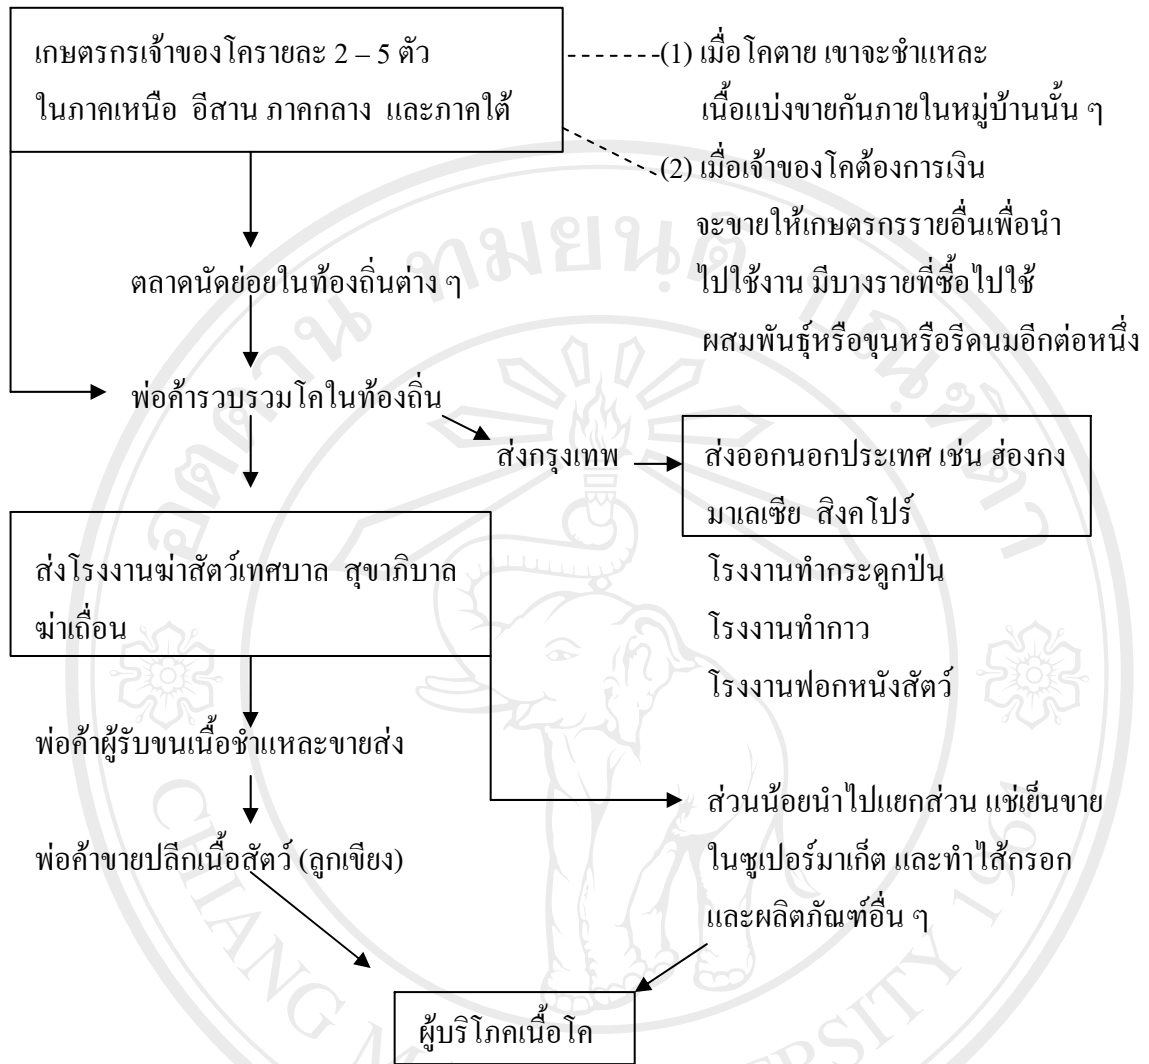 เกษตรกรเจ้าของโครายละ 2 – 5 ตัว
ในภาคเหนือ อีสาน ภาคกลาง และภาคใต้
(1) เมื่อโคตาย เขาจะชำแหละ
เนื้อแบ่งขายกันภายในหมู่บ้านนั้น ๆ
(2) เมื่อเจ้าของโคต้องการเงิน
จะขายให้เกษตรกรรายอื่นเพื่อนำ
ไปใช้งาน มีบางรายที่ซื้อไปใช้
ผสมพันธุ์หรือขุนหรือรีดนมอีกต่อหนึ่ง
ตลาดนัดย่อยในท้องถิ่นต่าง ๆ
พ่อค้ารวบรวมโคในท้องถิ่น
ส่งกรุงเทพ
ส่งออกนอกประเทศ เช่น ฮ่องกง
มาเลเซีย สิงคโปร์
โรงงานทำกระดูกป่น
โรงงานทำกาว
โรงงานฟอกหนังสัตว์
ส่งโรงงานฆ่าสัตว์เทศบาล สุขาภิบาล
ฆ่าเถื่อน
พ่อค้าผู้รับขนเนื้อชำแหละขายส่ง
พ่อค้าขายปลีกเนื้อสัตว์ (ลูกเขียง)
ส่วนน้อยนำไปแยกส่วน แช่เย็นขาย
ในซูเปอร์มาเก็ต และทำไส้กรอก
และผลิตภัณฑ์อื่น ๆ
ผู้บริโภคเนื้อโค